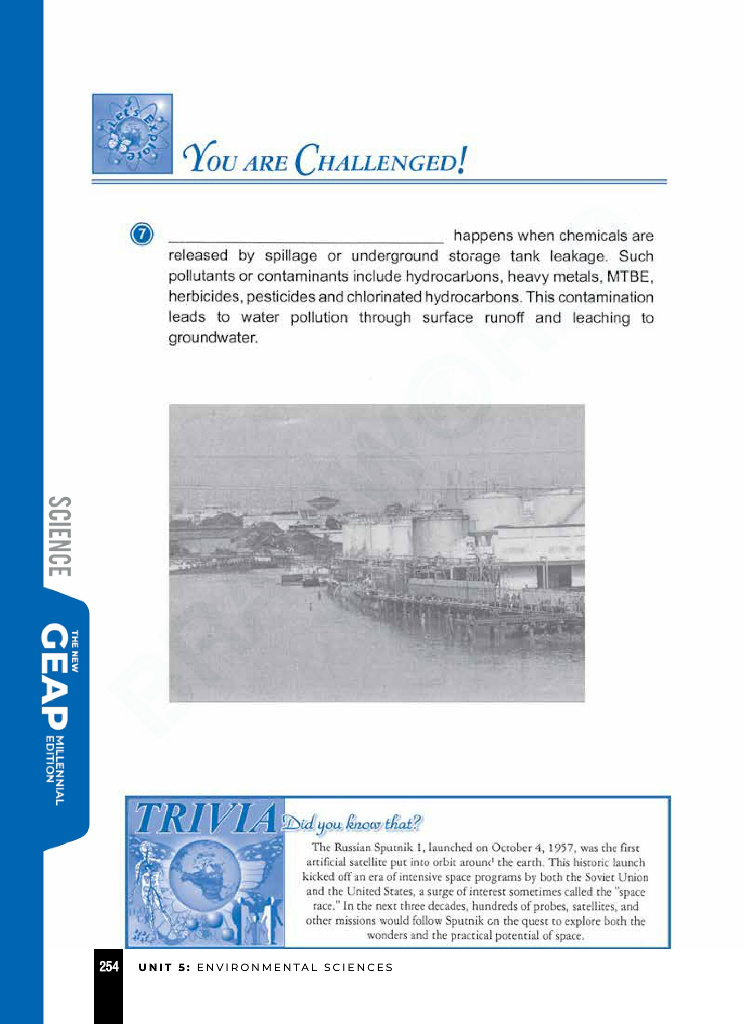 Let's Explore
YOU ARE CHALLENGED!
7
____________________ happens when chemicals are
released by spillage or underground storage tank leakage. Such
pollutants or contaminants include hydrocarbons, heavy metals, MTBE,
herbicides, pesticides and chlorinated hydrocarbons. This contamination
leads to water pollution through surface runoff and leaching to
groundwater.
SCIENCE
THE NEW
GEAP
MILLENNIAL
EDITION
TRIVIA
Did you know that?
The Russian Sputnik 1, launched on October 4, 1957, was the first
artificial satellite put into orbit around the earth. This historic launch
kicked off an era of intensive space programs by both the Soviet Union
and the United States, a surge of interest sometimes called the "space
race." In the next three decades, hundreds of probes, satellites, and
other missions would follow Sputnik on the quest to explore both the
wonders and the practical potential of space.
254 UNIT 5: ENVIRONMENTAL SCIENCES